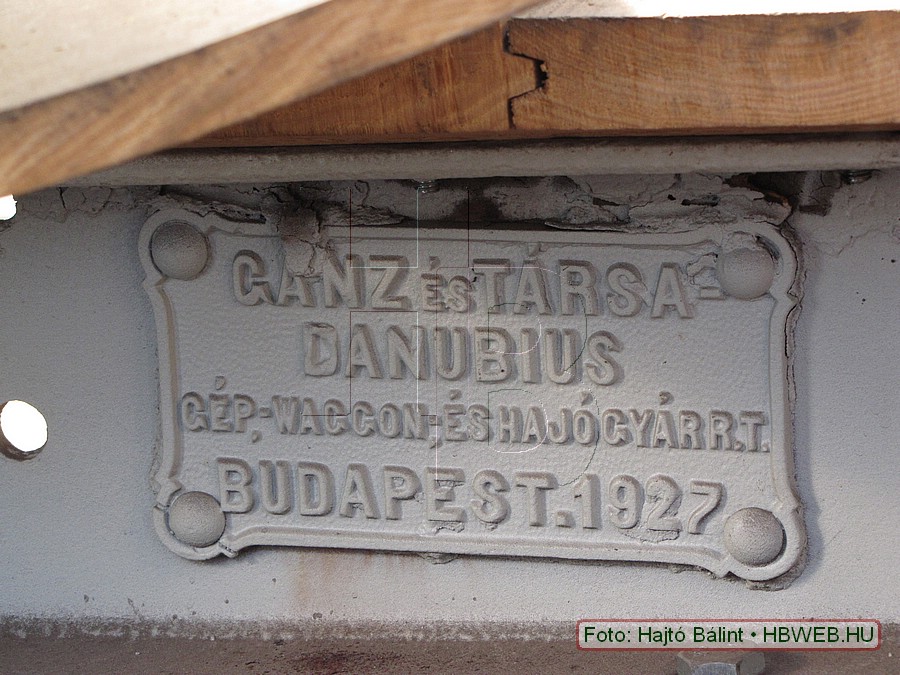 GANZ ÉS TÁRSA-
DANUBIUS
GÉP,- WAGGON,- ÉS HAJÓGYÁR R.T.
BUDAPEST. 1927
Foto: Hajtó Bálint • HBWEB.HU